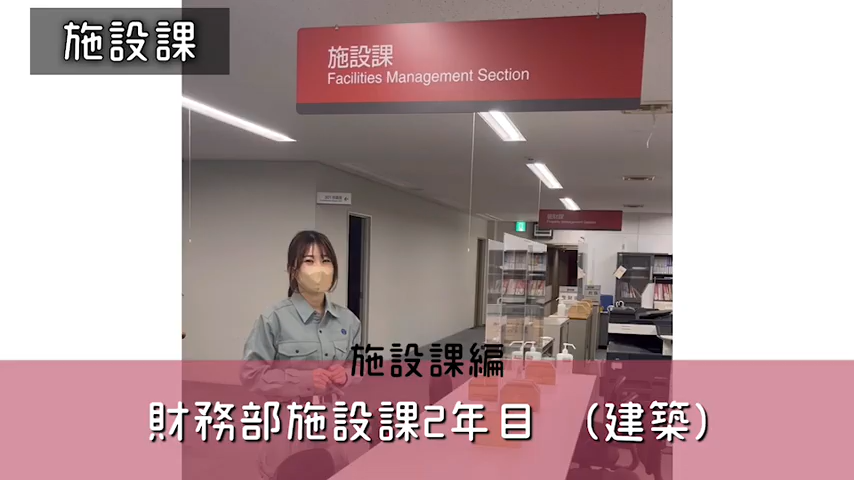 施設課
施設課
Facilities Management Section
施設課編
財務部施設課2年目 (建築)